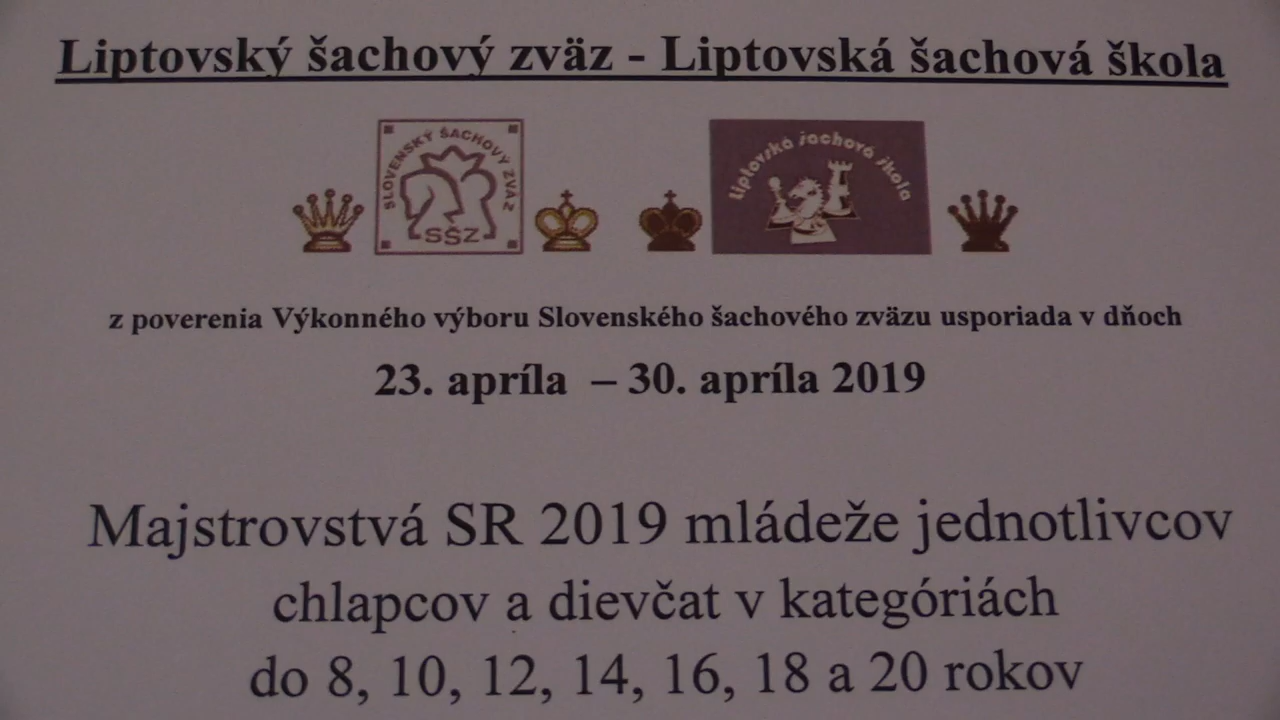 Liptovský šachový zväz - Liptovská šachová škola
SLOVENSKÝ ŠACHOVÝ ZVÄZ
SŠZ
Liptovská šachová škola
z poverenia Výkonného výboru Slovenského šachového zväzu usporiada v dňoch
23. apríla – 30. apríla 2019
Majstrovstvá SR 2019 mládeže jednotlivcov
chlapcov a dievčat v kategóriách
do 8, 10, 12, 14, 16, 18 a 20 rokov